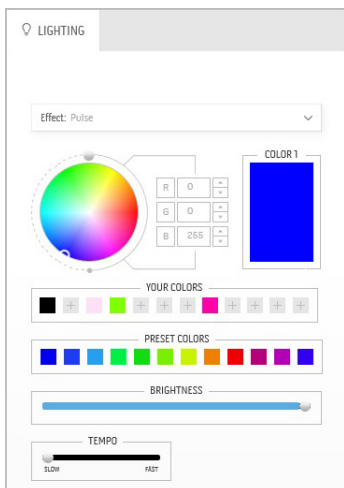 LIGHTING
Effect: Pulse
COLOR 1
R 0
G 0
B 255
YOUR COLORS
PRESET COLORS
BRIGHTNESS
TEMPO
SLOW FAST